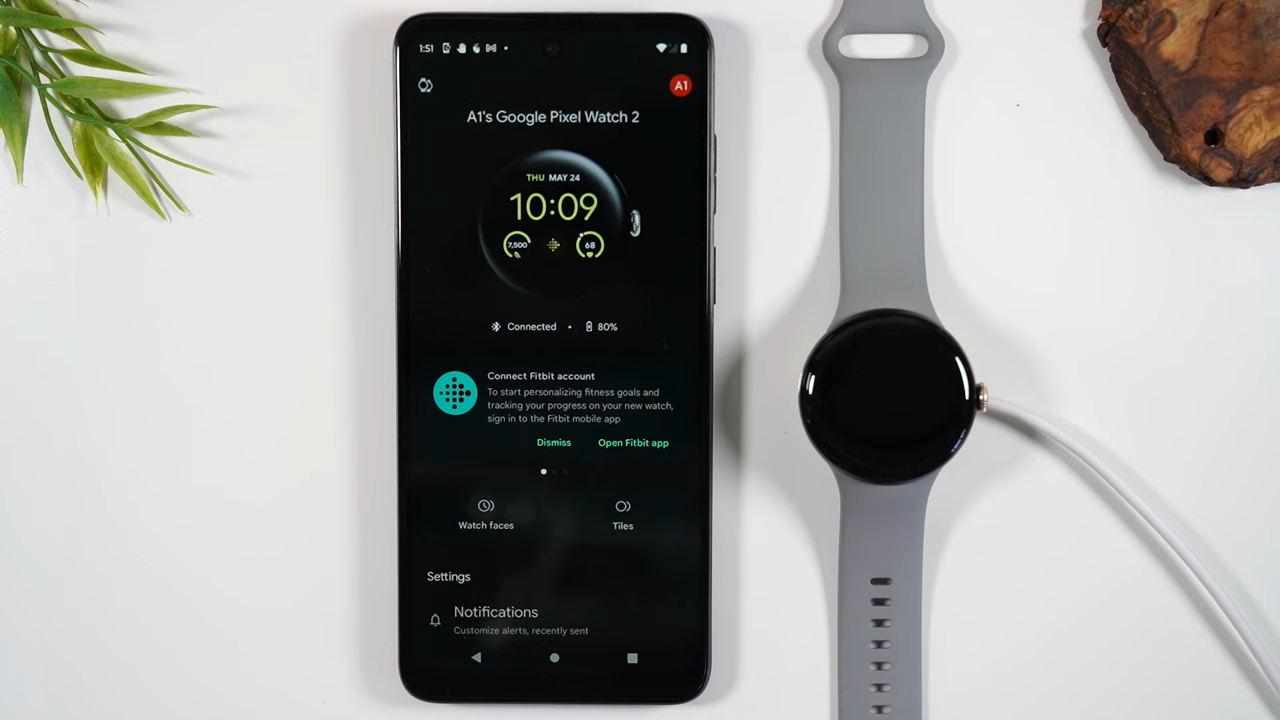 1:51
A1
A1's Google Pixel Watch 2
THU MAY 24
10:09
7,500 68
Connected • 80%
Connect Fitbit account
To start personalizing fitness goals and
tracking your progress on your new watch,
sign in to the Fitbit mobile app
Dismiss Open Fitbit app
Watch faces Tiles
Settings
Notifications
Customize alerts, recently sent